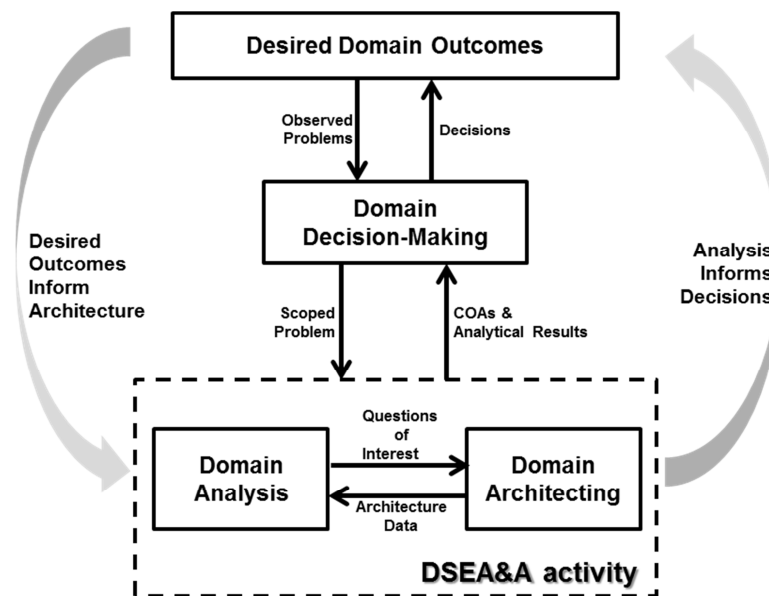 Desired Domain Outcomes
Observed
Problems
Decisions
Domain
Decision-Making
Desired
Outcomes
Inform
Architecture
Analysis
Informs
Decisions
Scoped
Problem
COAs &
Analytical Results
Questions
of
Interest
Domain
Analysis
Domain
Architecting
Architecture
Data
DSEA&A activity